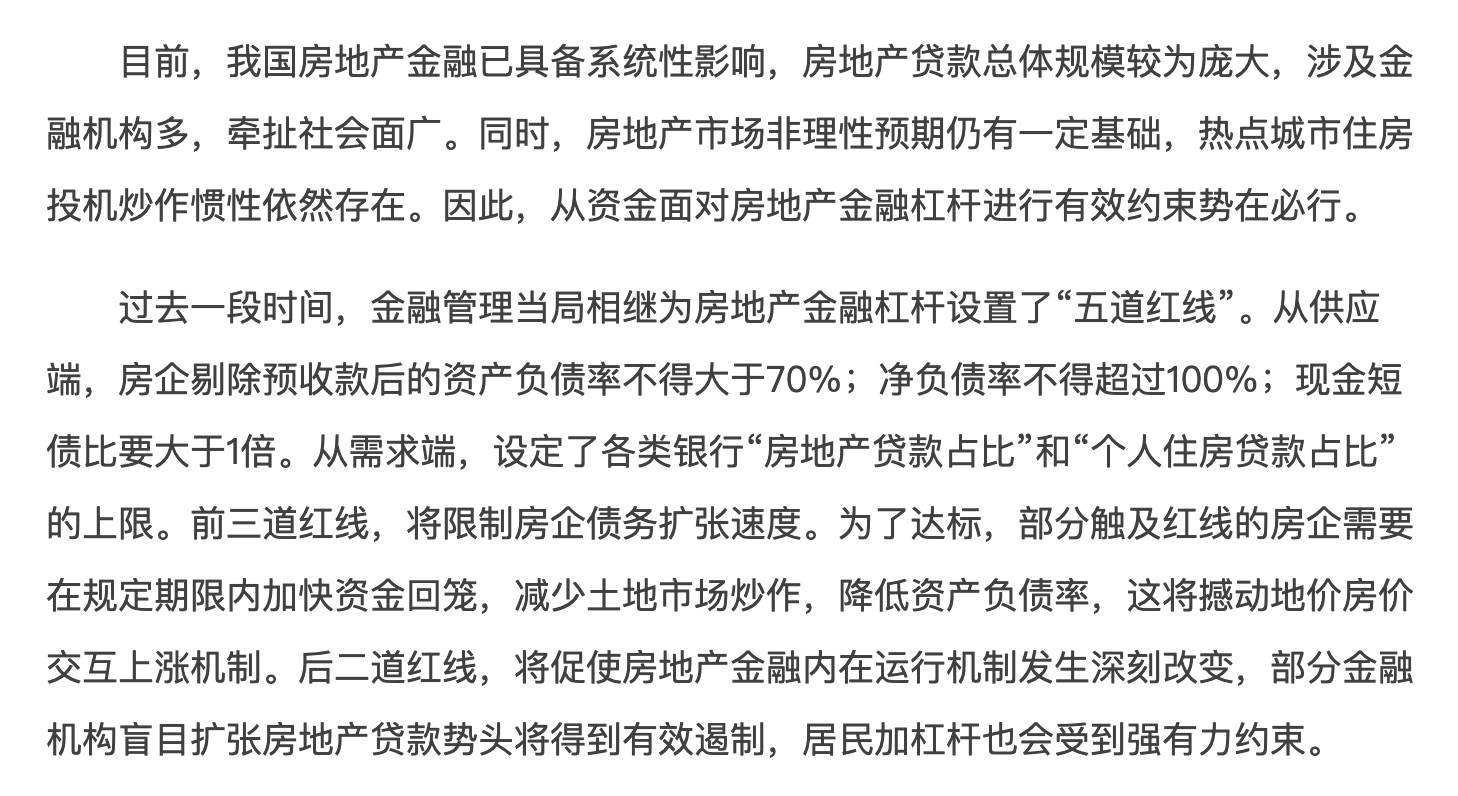 目前，我国房地产金融已具备系统性影响，房地产贷款总体规模较为庞大，涉及金
融机构多，牵扯社会面广。同时，房地产市场非理性预期仍有一定基础，热点城市住房
投机炒作惯性依然存在。因此，从资金面对房地产金融杠杆进行有效约束势在必行。
过去一段时间，金融管理当局相继为房地产金融杠杆设置了“五道红线”。从供应
端，房企剔除预收款后的资产负债率不得大于70%；净负债率不得超过100%；现金短
债比要大于1倍。从需求端，设定了各类银行“房地产贷款占比”和“个人住房贷款占比”
的上限。前三道红线，将限制房企债务扩张速度。为了达标，部分触及红线的房企需要
在规定期限内加快资金回笼，减少土地市场炒作，降低资产负债率，这将撼动地价房价
交互上涨机制。后二道红线，将促使房地产金融内在运行机制发生深刻改变，部分金融
机构盲目扩张房地产贷款势头将得到有效遏制，居民加杠杆也会受到强有力约束。